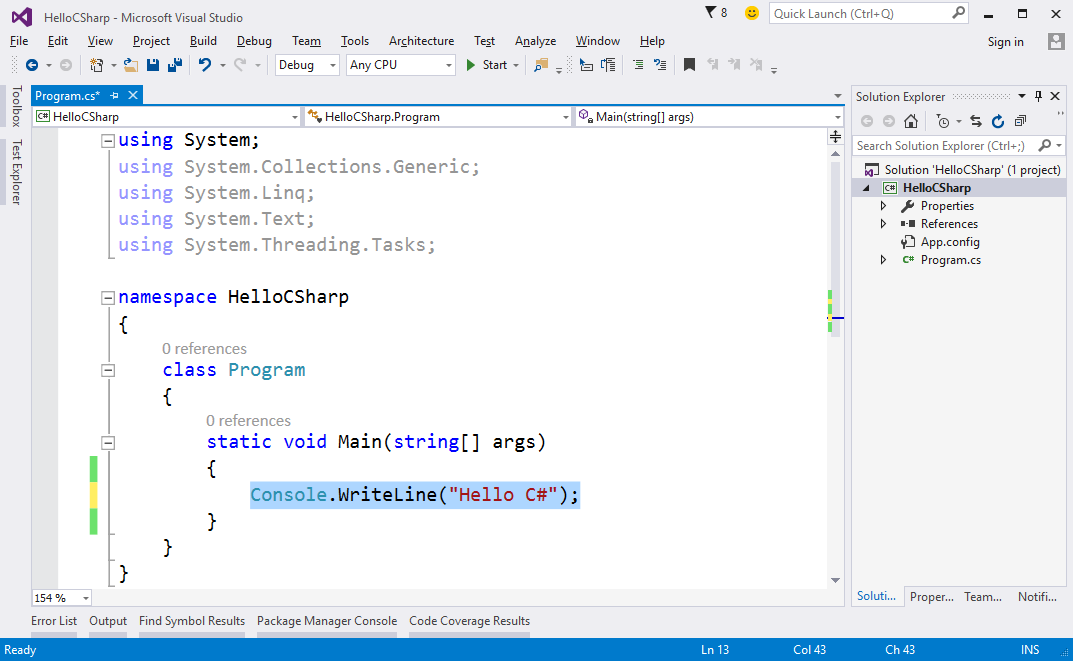 HelloCSharp - Microsoft Visual Studio
8
Quick Launch (Ctrl+Q)
File Edit View Project Build Debug Team Tools Architecture Test Analyze Window Help
Sign in
Debug Any CPU Start
Toolbox
Test Explorer
Program.cs*
C# HelloCSharp HelloCSharp.Program Main(string[] args)
using System;
using System.Collections.Generic;
using System.Linq;
using System.Text;
using System.Threading.Tasks;
namespace HelloCSharp
{
0 references
class Program
{
0 references
static void Main(string[] args)
{
Console.WriteLine("Hello C#");
}
}
}
154 %
Solution Explorer
Search Solution Explorer (Ctrl+;)
Solution 'HelloCSharp' (1 project)
C# HelloCSharp
Properties
References
App.config
C# Program.cs
Soluti... Proper... Team... Notifi...
Error List Output Find Symbol Results Package Manager Console Code Coverage Results
Ready Ln 13 Col 43 Ch 43 INS